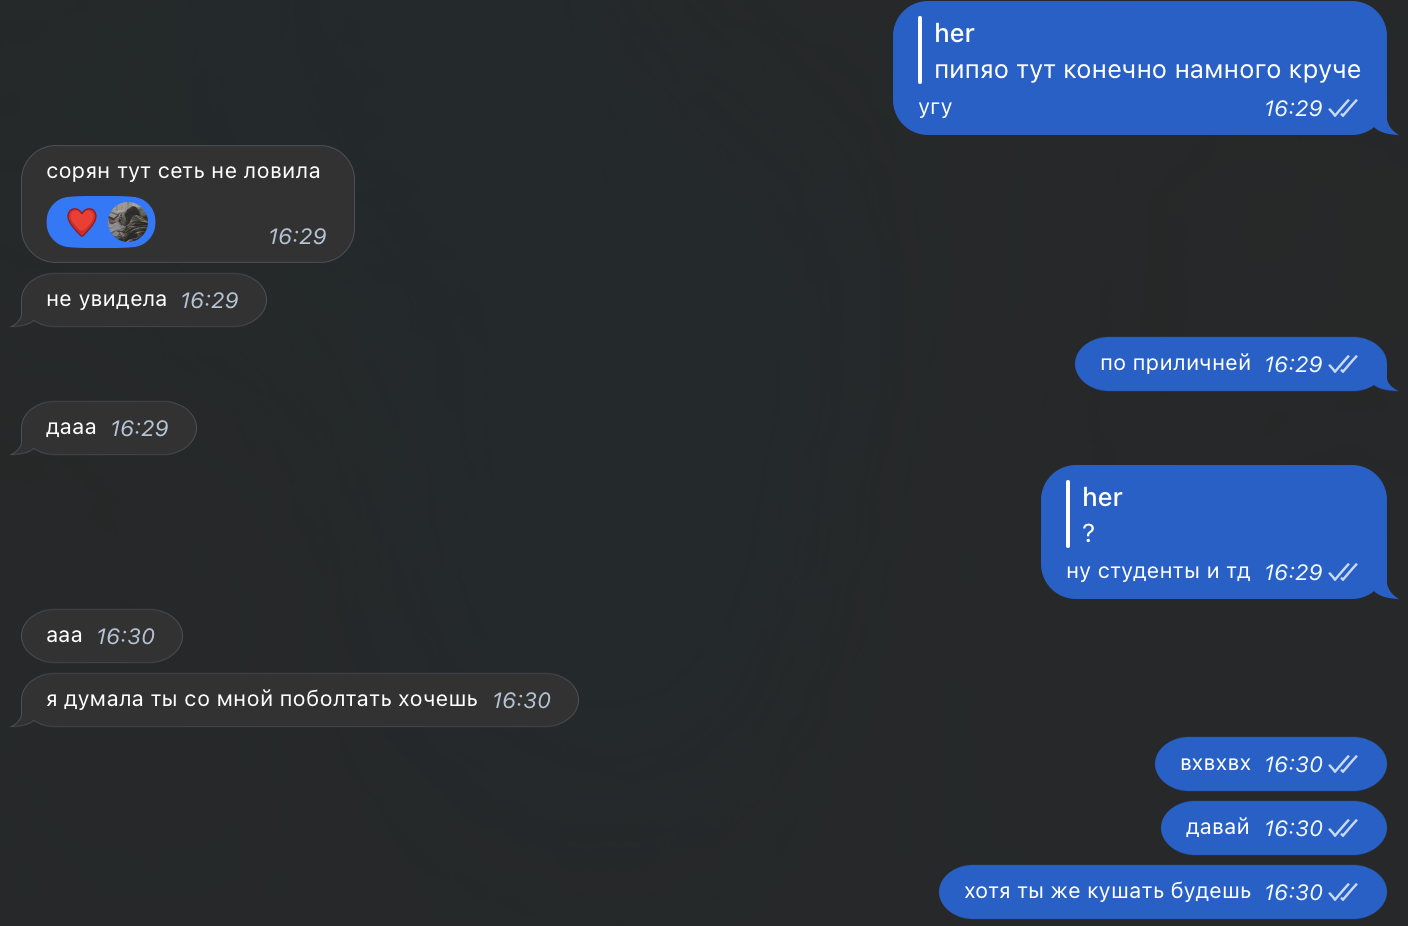 her
пипяо тут конечно намного круче
угу 16:29
сорян тут сеть не ловила
❤️ 16:29
не увидела 16:29
по приличней 16:29
дааа 16:29
her
?
ну студенты и тд 16:29
ааа 16:30
я думала ты со мной поболтать хочешь 16:30
вхвхвх 16:30
давай 16:30
хотя ты же кушать будешь 16:30